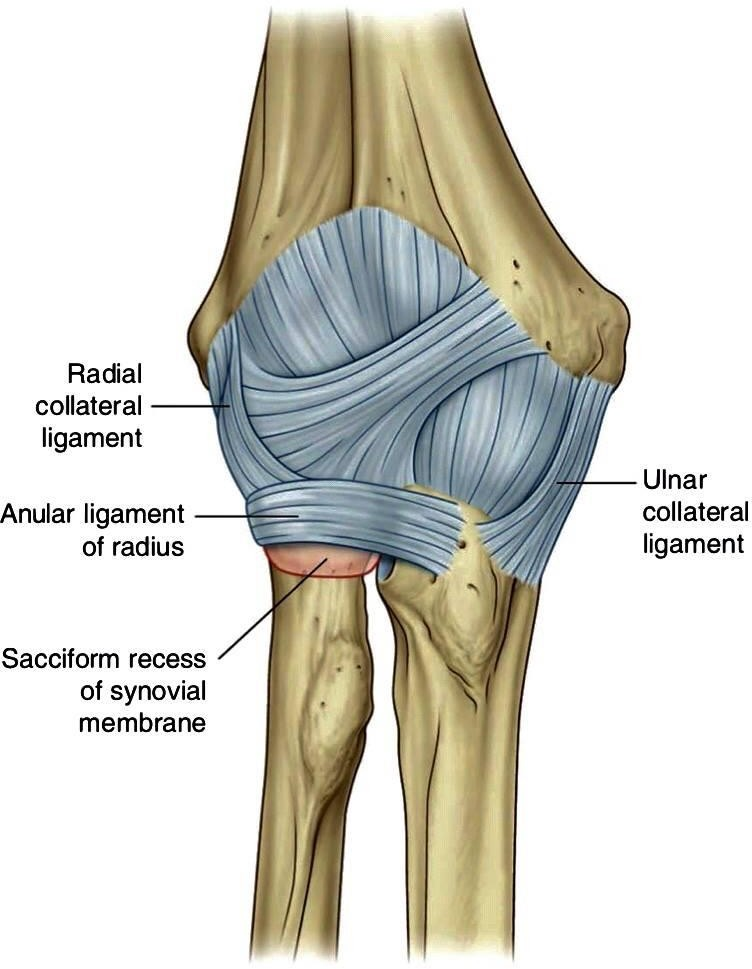 Radial
collateral
ligament
Anular ligament
of radius
Sacciform recess
of synovial
membrane
Ulnar
collateral
ligament